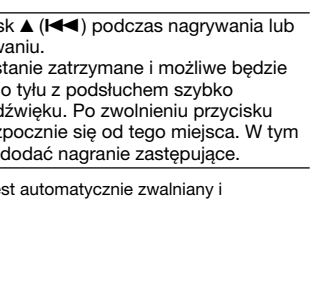 sk ▲ (⏮) podczas nagrywania lub
waniu.
stanie zatrzymane i możliwe będzie
o tyłu z podsłuchem szybko
dźwięku. Po zwolnieniu przycisku
zpocznie się od tego miejsca. W tym
dodać nagranie zastępujące.
est automatycznie zwalniany i